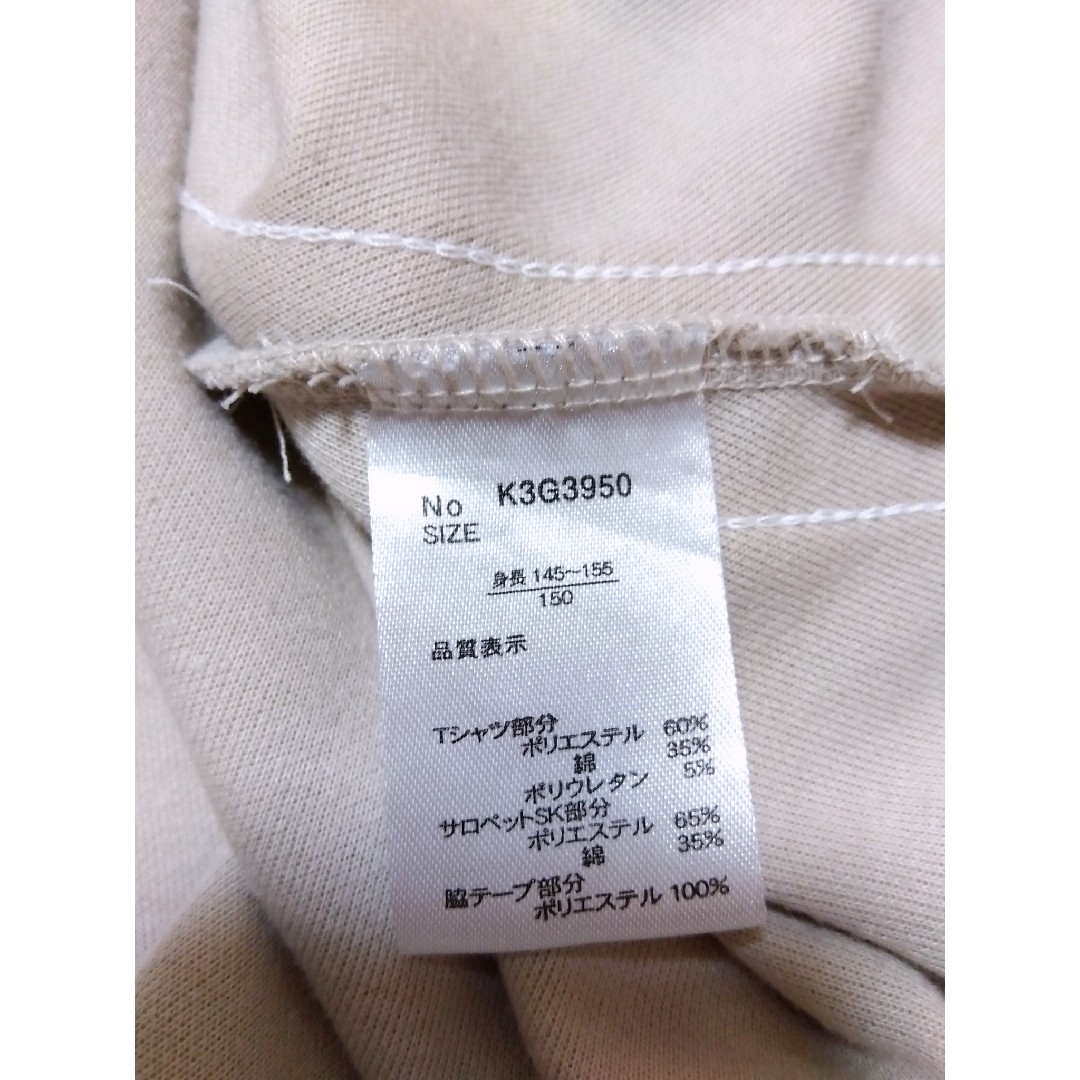 No K3G3950
SIZE
身長145~155
150
品質表示
Tシャツ部分
ポリエステル 60%
綿 35%
ポリウレタン 5%
サロペットSK部分
ポリエステル 65%
綿 35%
脇テープ部分
ポリエステル 100%